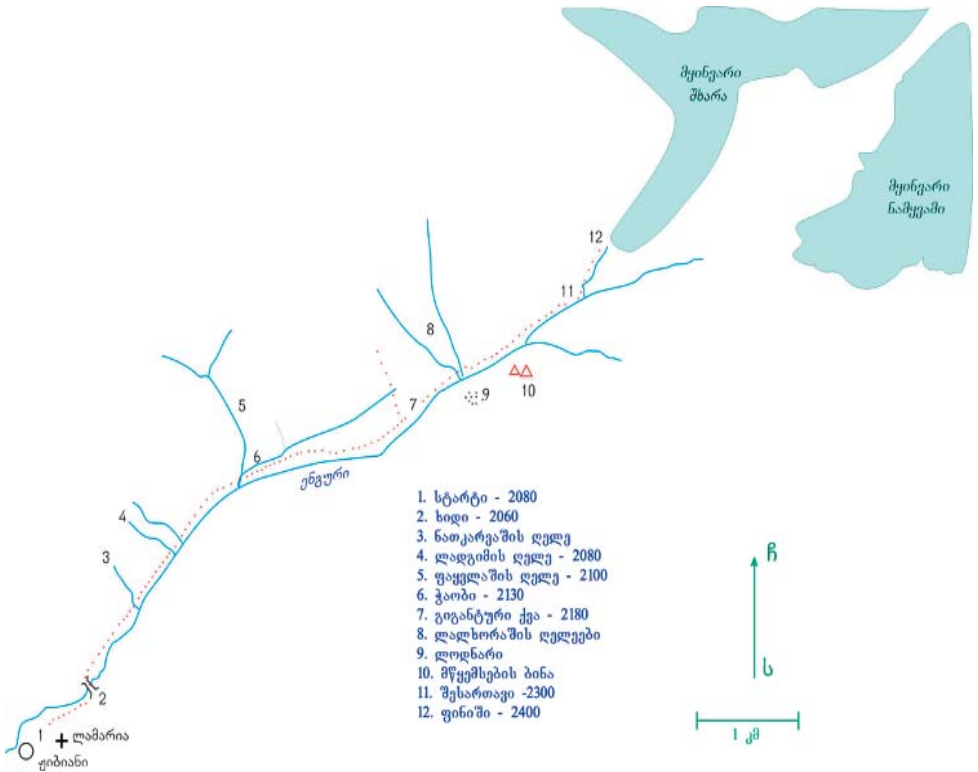 მყინვარი
შხარა
მყინვარი
ნამყვამი
12
11
8
10
9
7
5
6
ენგური
4
3
2
1
ლამარია
ჟიბიანი
1. სტარტი - 2080
2. ხიდი - 2060
3. ნათკარვაშის ღელე
4. ლადგიმის ღელე - 2080
5. ფაყელაშის ღელე - 2100
6. ჭაობი - 2130
7. გიგანტური ქვა - 2180
8. ლალხორაშის ღელეები
9. ლოდნარი
10. მწყემსების ბინა
11. შესართავი -2300
12. ფინიში - 2400
ჩ
ს
1 კმ